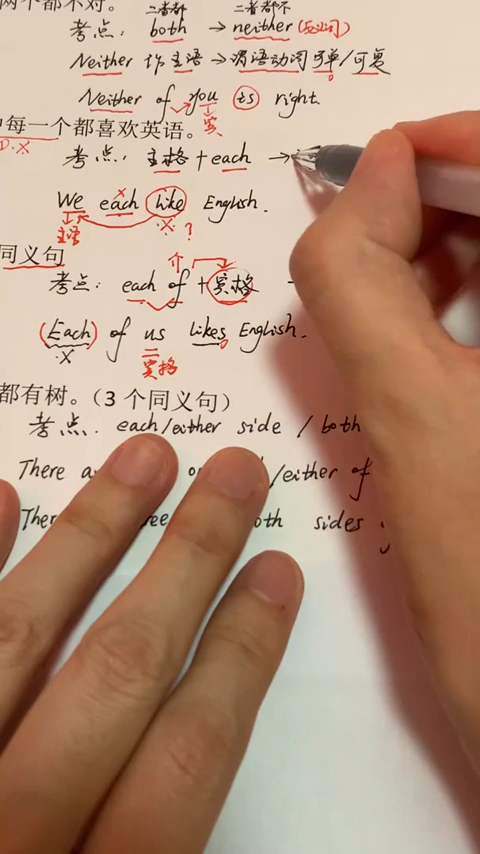 两个都不对。
二者都 二者都不
考点: both → neither (反义词)
Neither 作 主语 → 谓语动词 可单/可复
Neither of you is right.
宾
每一个都喜欢英语。
考点: 主格 + each →
We each like English.
主语 ?
同义句
个
考点: each of + 宾格
(Each) of us likes English.
宾格
都有树。(3个同义句)
考点. each/either side / both
There /either of
sides